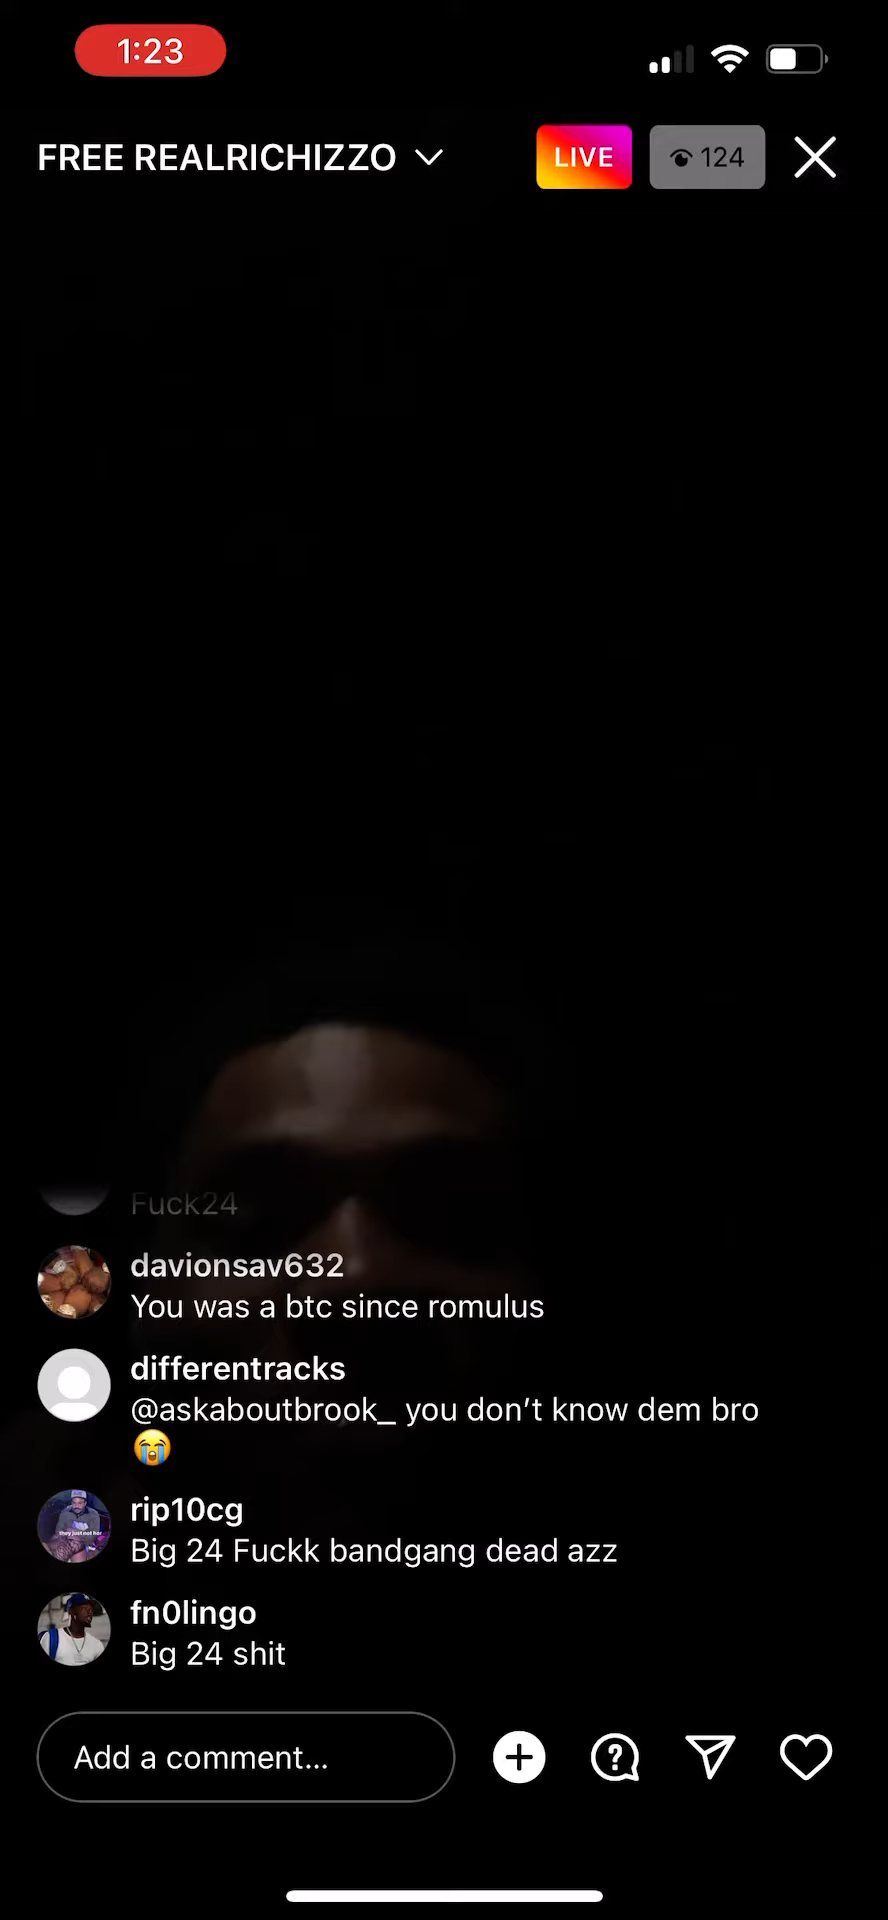 1:23
FREE REALRICHIZZO
LIVE
124
Fuck24
davionsav632
You was a btc since romulus
differentracks
@askaboutbrook_ you don’t know dem bro
😭
rip10cg
Big 24 Fuckk bandgang dead azz
fn0lingo
Big 24 shit
Add a comment...